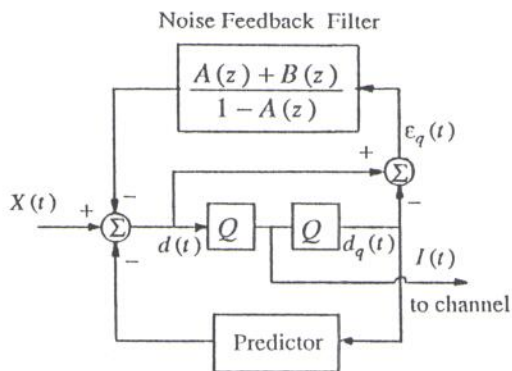 Noise Feedback Filter
A(z) + B(z)
1 − A(z)
ε_q(t)
+
Σ
−
−
X(t)
+
Σ
d(t)
Q
Q
d_q(t)
I(t)
−
to channel
Predictor